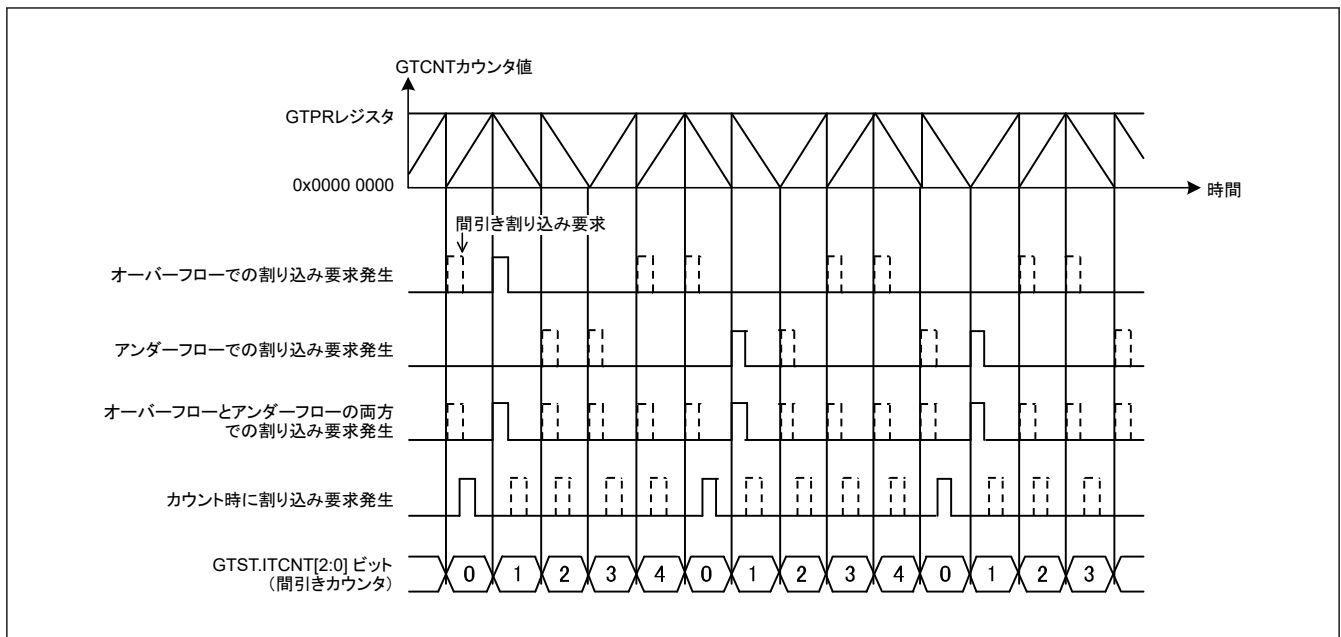 GTCNTカウンタ値
GTPRレジスタ
0x0000 0000
時間
間引き割り込み要求
オーバーフローでの割り込み要求発生
アンダーフローでの割り込み要求発生
オーバーフローとアンダーフローの両方
での割り込み要求発生
カウント時に割り込み要求発生
GTST.ITCNT[2:0] ビット
（間引きカウンタ）
0 1 2 3 4 0 1 2 3 4 0 1 2 3